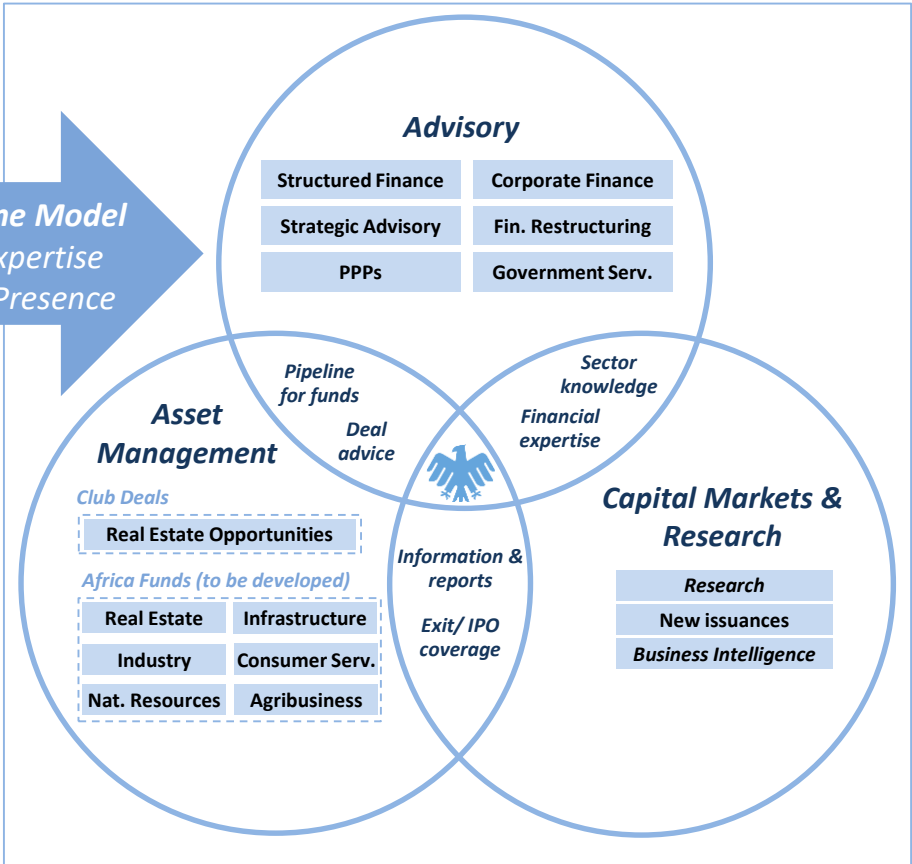 Advisory
Structured Finance
Corporate Finance
Strategic Advisory
Fin. Restructuring
PPPs
Government Serv.
Model
Presence
Pipeline
for funds
Deal
advice
Sector
knowledge
Financial
expertise
Asset
Management
Club Deals
Real Estate Opportunities
Africa Funds (to be developed)
Real Estate
Infrastructure
Industry
Consumer Serv.
Nat. Resources
Agribusiness
Information &
reports
Exit/ IPO
coverage
Capital Markets &
Research
Research
New issuances
Business Intelligence